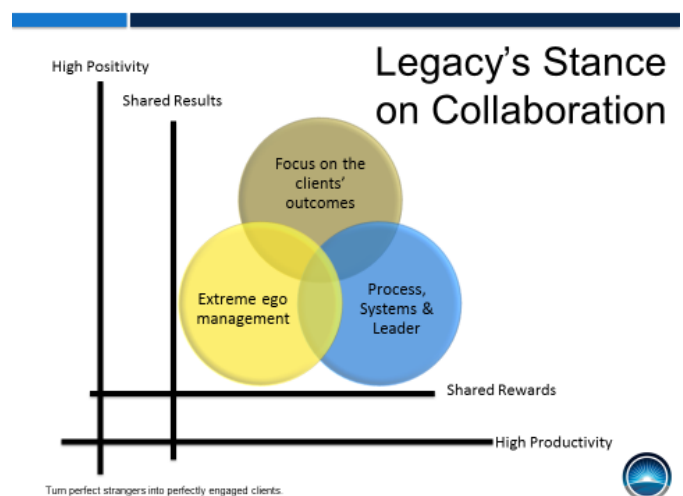 Legacy's Stance
on Collaboration
High Positivity
Shared Results
Focus on the
clients'
outcomes
Extreme ego
management
Process,
Systems &
Leader
Shared Rewards
High Productivity
Turn perfect strangers into perfectly engaged clients.